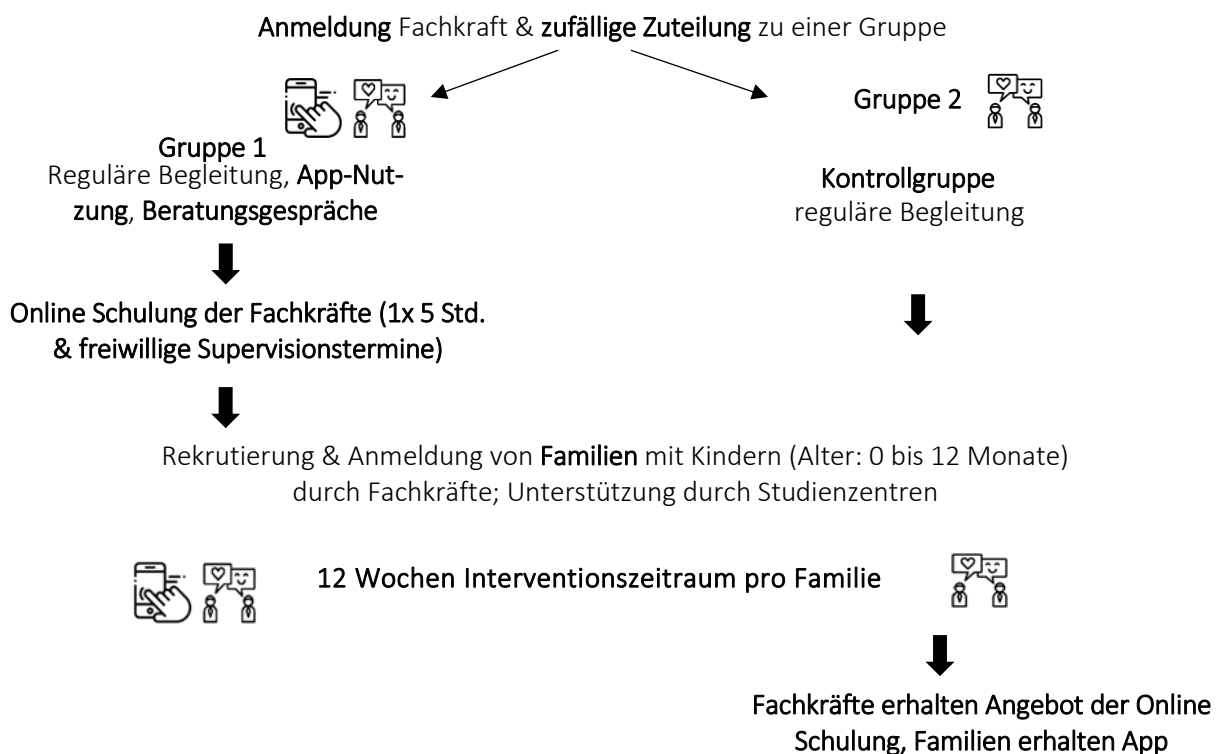 Anmeldung Fachkraft & zufällige Zuteilung zu einer Gruppe
Gruppe 1
Reguläre Begleitung, App-Nut-
zung, Beratungsgespräche
Gruppe 2
Kontrollgruppe
reguläre Begleitung
Online Schulung der Fachkräfte (1x 5 Std.
& freiwillige Supervisionstermine)
Rekrutierung & Anmeldung von Familien mit Kindern (Alter: 0 bis 12 Monate)
durch Fachkräfte; Unterstützung durch Studienzentren
12 Wochen Interventionszeitraum pro Familie
Fachkräfte erhalten Angebot der Online
Schulung, Familien erhalten App